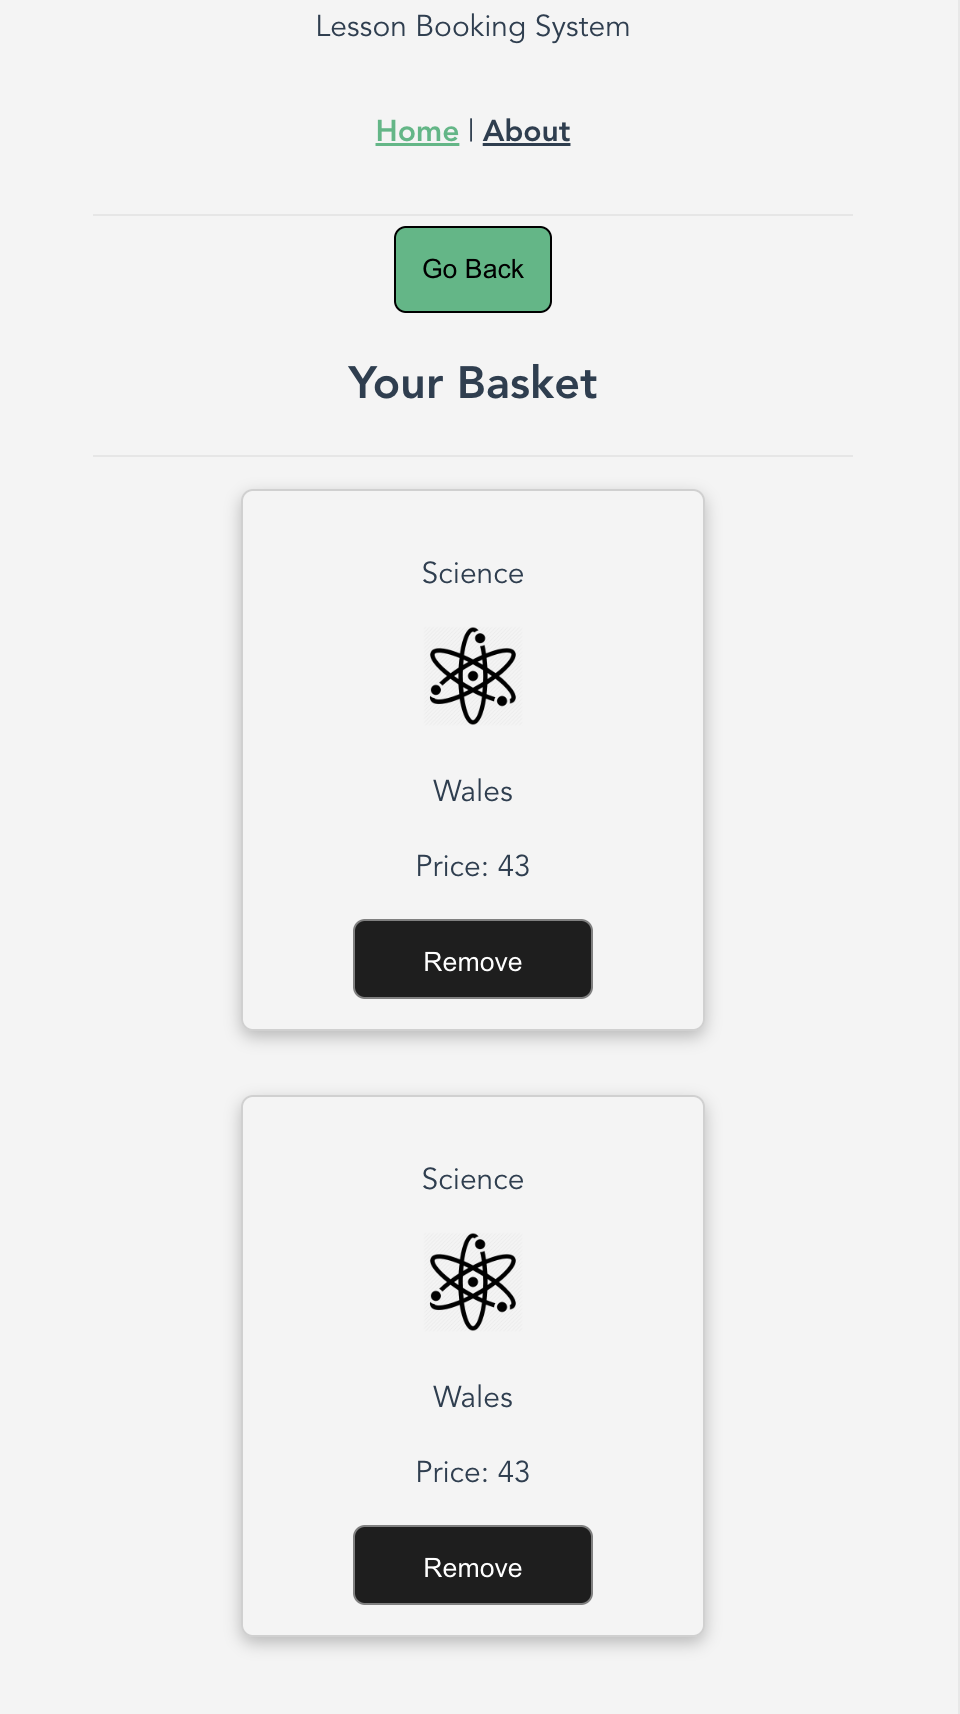 Lesson Booking System
Home | About
Go Back
Your Basket
Science
Wales
Price: 43
Remove
Science
Wales
Price: 43
Remove